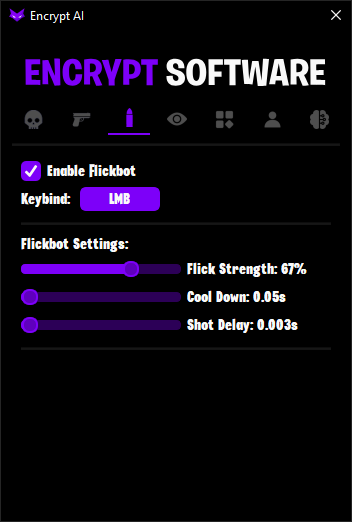 Encrypt AI
ENCRYPT SOFTWARE
Enable Flickbot
Keybind: LMB
Flickbot Settings:
Flick Strength: 67%
Cool Down: 0.05s
Shot Delay: 0.003s